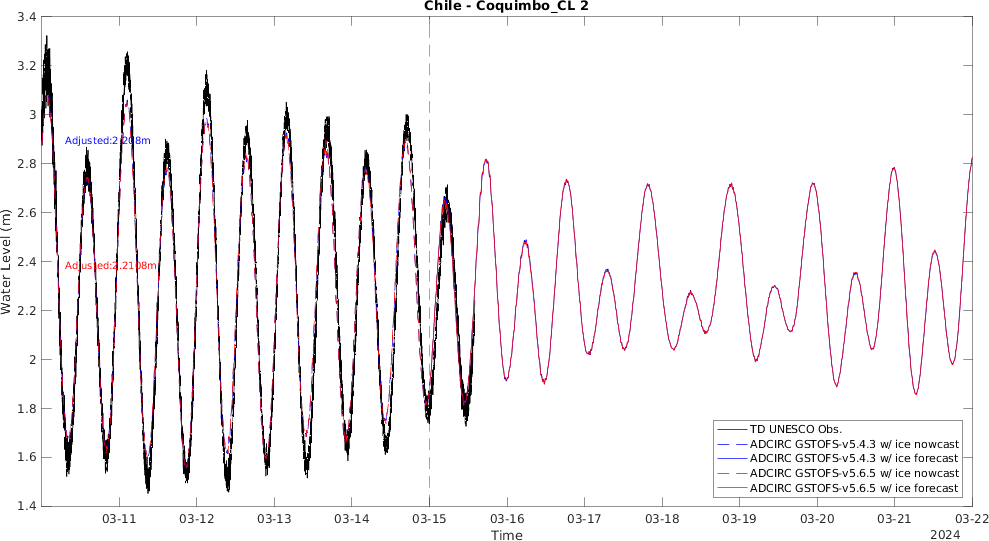 Chile - Coquimbo_CL 2
3.4
3.2
3
2.8
2.6
2.4
2.2
2
1.8
1.6
1.4
Water Level (m)
Adjusted:2.208m
Adjusted:2.2108m
TD UNESCO Obs.
ADCIRC GSTOFS-v5.4.3 w/ ice nowcast
ADCIRC GSTOFS-v5.4.3 w/ ice forecast
ADCIRC GSTOFS-v5.6.5 w/ ice nowcast
ADCIRC GSTOFS-v5.6.5 w/ ice forecast
03-11 03-12 03-13 03-14 03-15 03-16 03-17 03-18 03-19 03-20 03-21 03-22
Time 2024